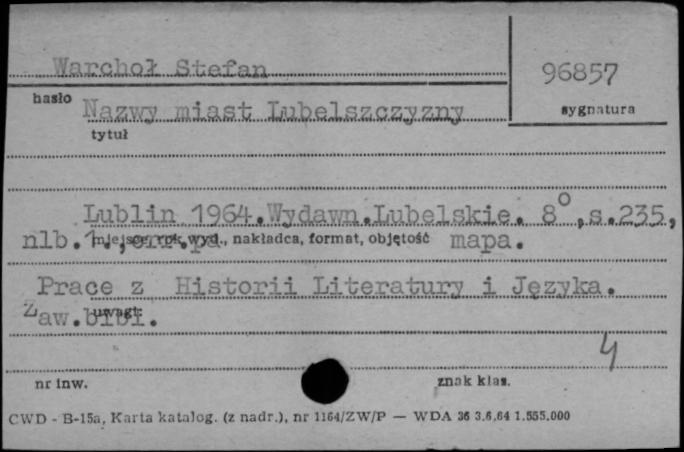 Warchoł Stefan
96857
hasło
sygnatura
Nazwy miast Lubelszczyzny
tytuł
Lublin 1964.Wydawn.Lubelskie. 8°,s.235,
nlb.1., mapa.
miejsce, rok wyd., nakładca, format, objętość
Prace z Historii Literatury i Języka.
Zaw.bibl.
uwagi:
4
nr inw.
znak klas.
CWD - B-15a, Karta katalog. (z nadr.), nr 1164/ZW/P — WDA 36 3.6.64 1.555.000